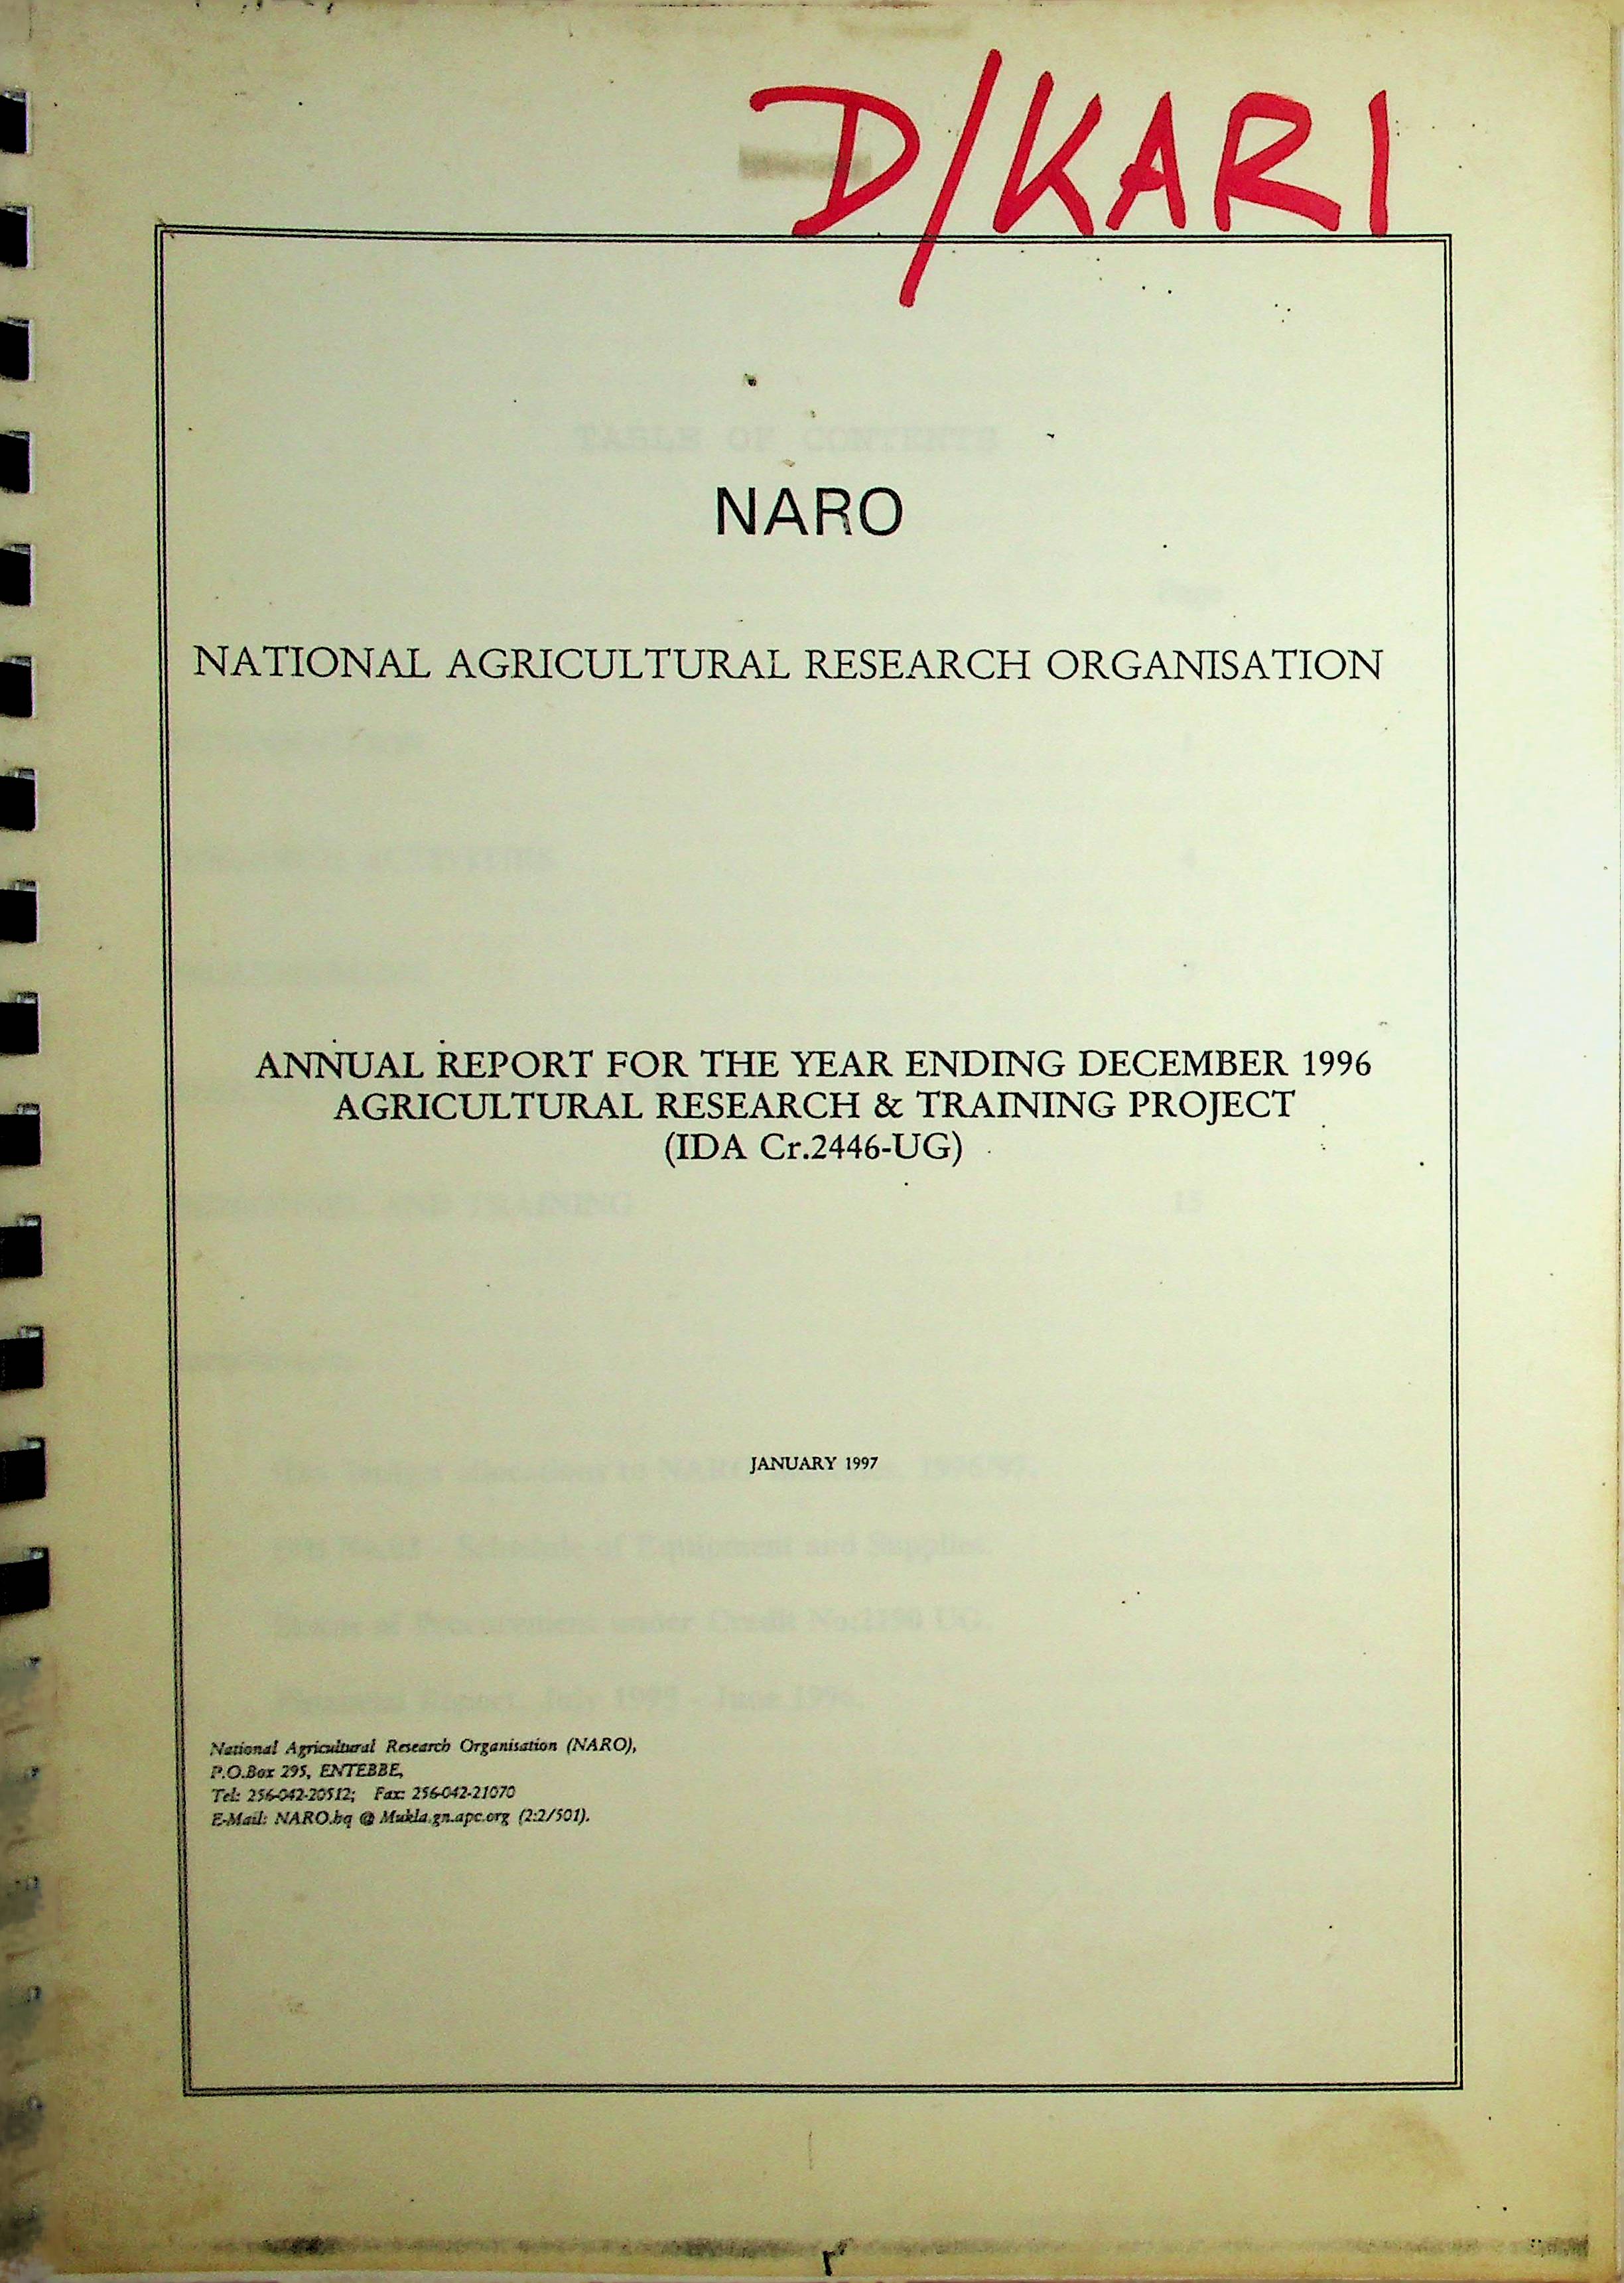 D/KARI
NARO
NATIONAL AGRICULTURAL RESEARCH ORGANISATION
ANNUAL REPORT FOR THE YEAR ENDING DECEMBER 1996
AGRICULTURAL RESEARCH & TRAINING PROJECT
(IDA Cr.2446-UG)
JANUARY 1997
National Agricultural Research Organisation (NARO),
P.O.Box 295, ENTEBBE,
Tel: 256-042-20512; Fax: 256-042-21070
E-Mail: NARO.hq @ Mukla.gn.apc.org (2:2/501).